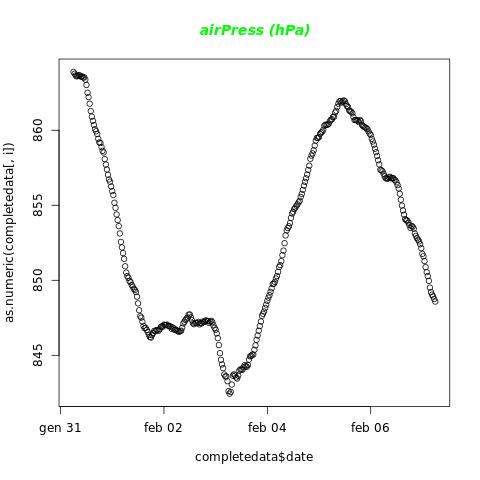 airPress (hPa)
as.numeric(completedata[, i])
860
855
850
845
gen 31 feb 02 feb 04 feb 06
completedata$date